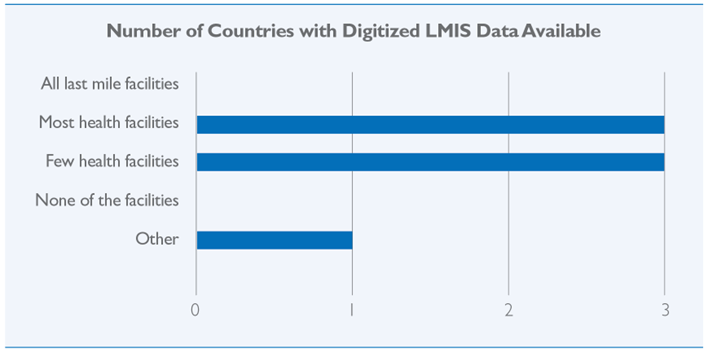 Number of Countries with Digitized LMIS Data Available
All last mile facilities
Most health facilities
Few health facilities
None of the facilities
Other
0 1 2 3